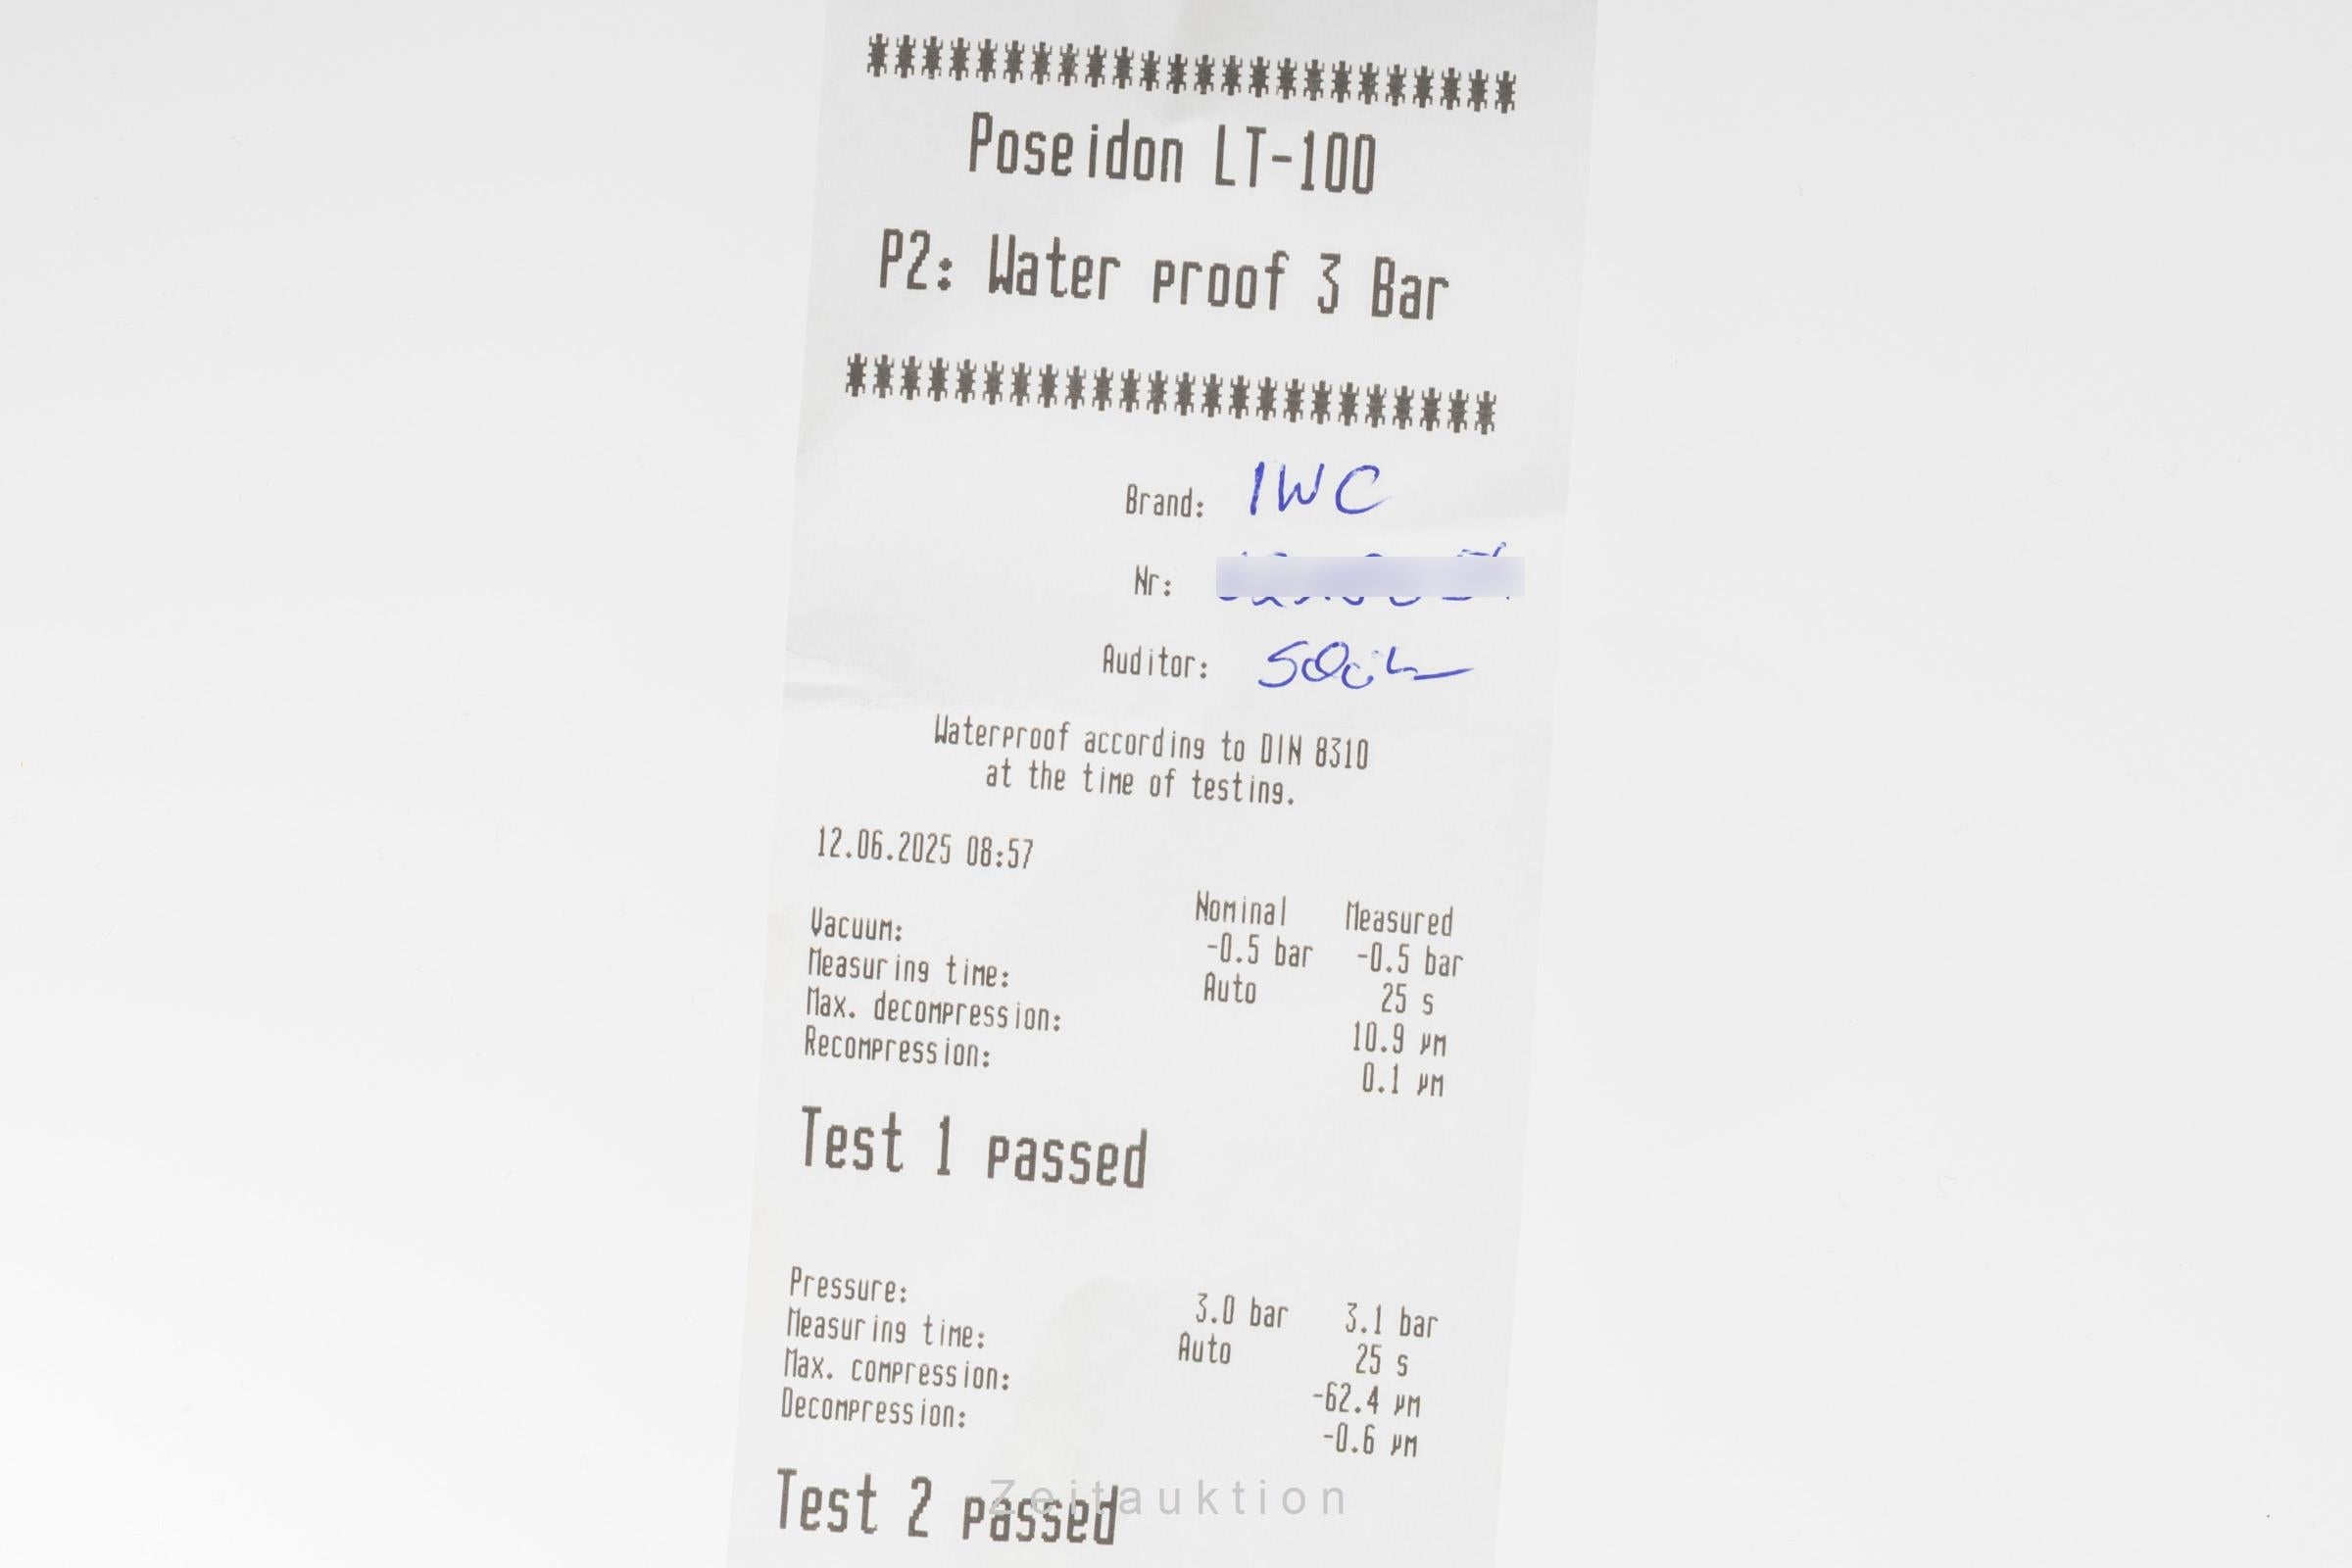 ************************
Poseidon LT-100
P2: Water proof 3 Bar
************************
Brand: IWC
Nr:
Auditor:
Waterproof according to DIN 8310
at the time of testing.
12.06.2025 08:57
Nominal Measured
Vacuum: -0.5 bar -0.5 bar
Measuring time: Auto 25 s
Max. decompression: 10.9 µm
Recompression: 0.1 µm
Test 1 passed
Pressure: 3.0 bar 3.1 bar
Measuring time: Auto 25 s
Max. compression: -62.4 µm
Decompression: -0.6 µm
Test 2 passed
Zeitauktion